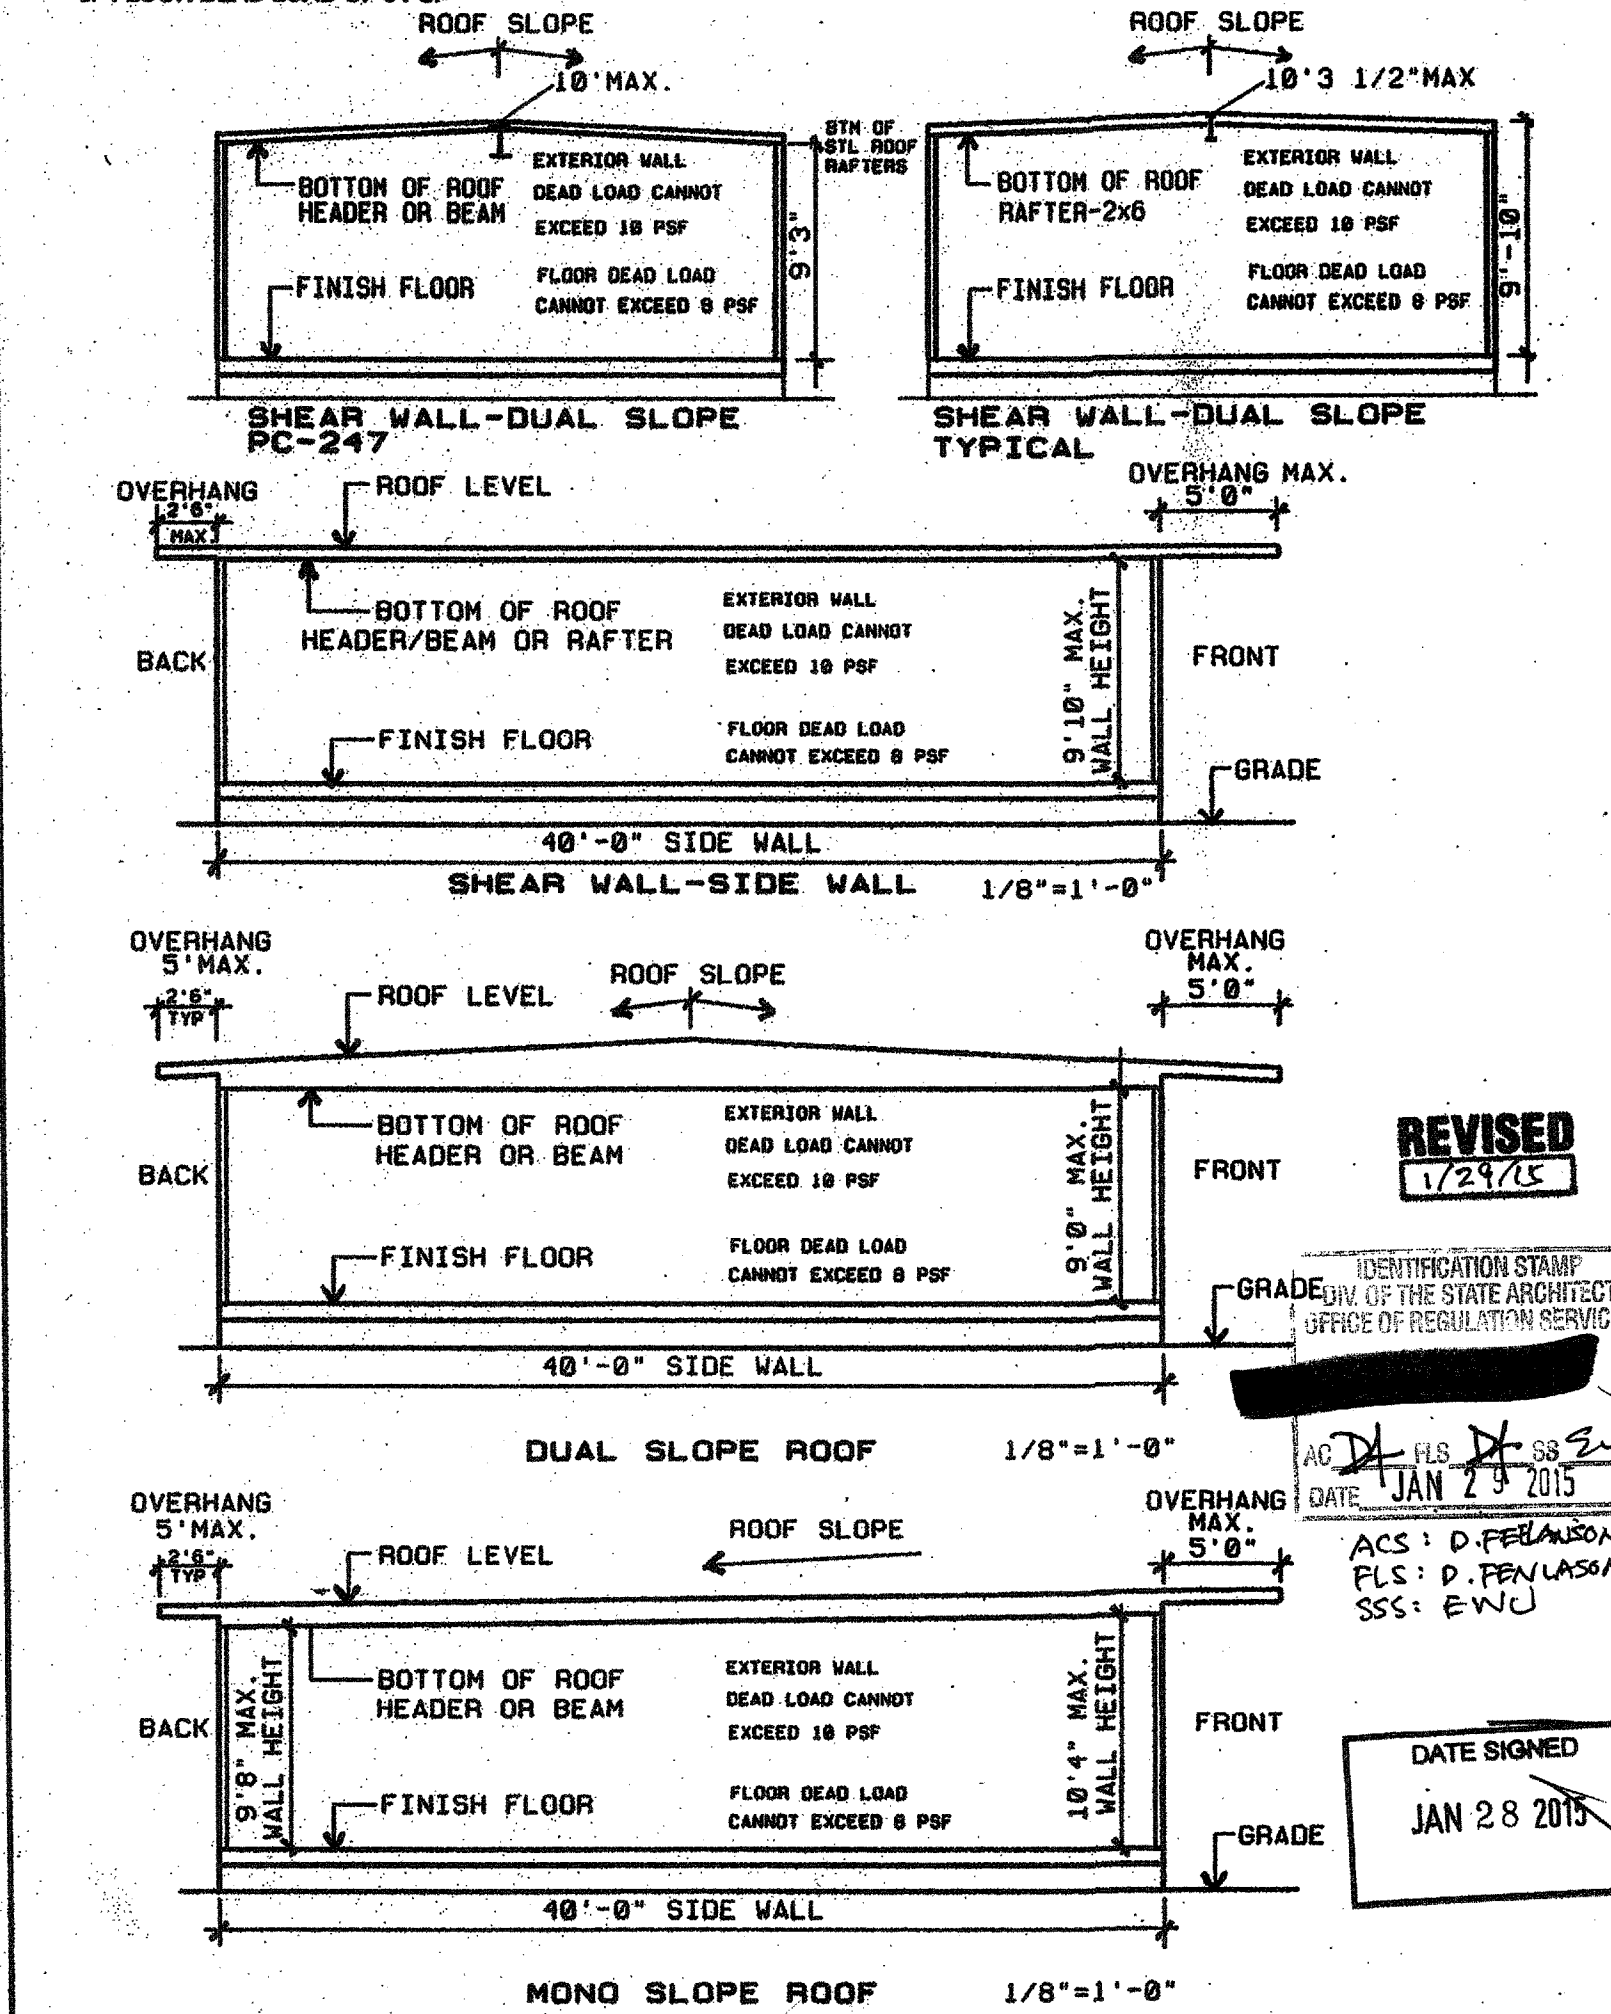 ROOF SLOPE
10'MAX.
BOTTOM OF ROOF
HEADER OR BEAM
EXTERIOR WALL
DEAD LOAD CANNOT
EXCEED 10 PSF
FINISH FLOOR
FLOOR DEAD LOAD
CANNOT EXCEED 8 PSF
BTM OF
STL ROOF
RAFTERS
9'3"
SHEAR WALL-DUAL SLOPE
PC-247
ROOF SLOPE
10'3 1/2"MAX
BOTTOM OF ROOF
RAFTER-2x6
EXTERIOR WALL
DEAD LOAD CANNOT
EXCEED 10 PSF
FINISH FLOOR
FLOOR DEAD LOAD
CANNOT EXCEED 8 PSF
9'-10"
SHEAR WALL-DUAL SLOPE
TYPICAL
OVERHANG
2'6"
MAX.
ROOF LEVEL
OVERHANG MAX.
5'0"
BOTTOM OF ROOF
HEADER/BEAM OR RAFTER
EXTERIOR WALL
DEAD LOAD CANNOT
EXCEED 10 PSF
9'10" MAX.
WALL HEIGHT
BACK
FRONT
FINISH FLOOR
FLOOR DEAD LOAD
CANNOT EXCEED 8 PSF
GRADE
40'-0" SIDE WALL
SHEAR WALL-SIDE WALL 1/8"=1'-0"
OVERHANG
5'MAX.
2'6"
TYP
ROOF LEVEL
ROOF SLOPE
OVERHANG
MAX.
5'0"
BOTTOM OF ROOF
HEADER OR BEAM
EXTERIOR WALL
DEAD LOAD CANNOT
EXCEED 10 PSF
9'0" MAX.
WALL HEIGHT
BACK
FRONT
FINISH FLOOR
FLOOR DEAD LOAD
CANNOT EXCEED 8 PSF
GRADE
40'-0" SIDE WALL
DUAL SLOPE ROOF 1/8"=1'-0"
REVISED
1/29/15
IDENTIFICATION STAMP
DIV. OF THE STATE ARCHITECT
OFFICE OF REGULATION SERVIC
AC FLS SS
DATE JAN 29 2015
ACS: D.FENLANSON
FLS: D.FENLASON
SSS: EWU
OVERHANG
5'MAX.
2'6"
TYP
ROOF LEVEL
ROOF SLOPE
OVERHANG
MAX.
5'0"
9'8" MAX.
WALL HEIGHT
BOTTOM OF ROOF
HEADER OR BEAM
EXTERIOR WALL
DEAD LOAD CANNOT
EXCEED 10 PSF
10'4" MAX.
WALL HEIGHT
BACK
FRONT
FINISH FLOOR
FLOOR DEAD LOAD
CANNOT EXCEED 8 PSF
GRADE
40'-0" SIDE WALL
MONO SLOPE ROOF 1/8"=1'-0"
DATE SIGNED
JAN 28 2015